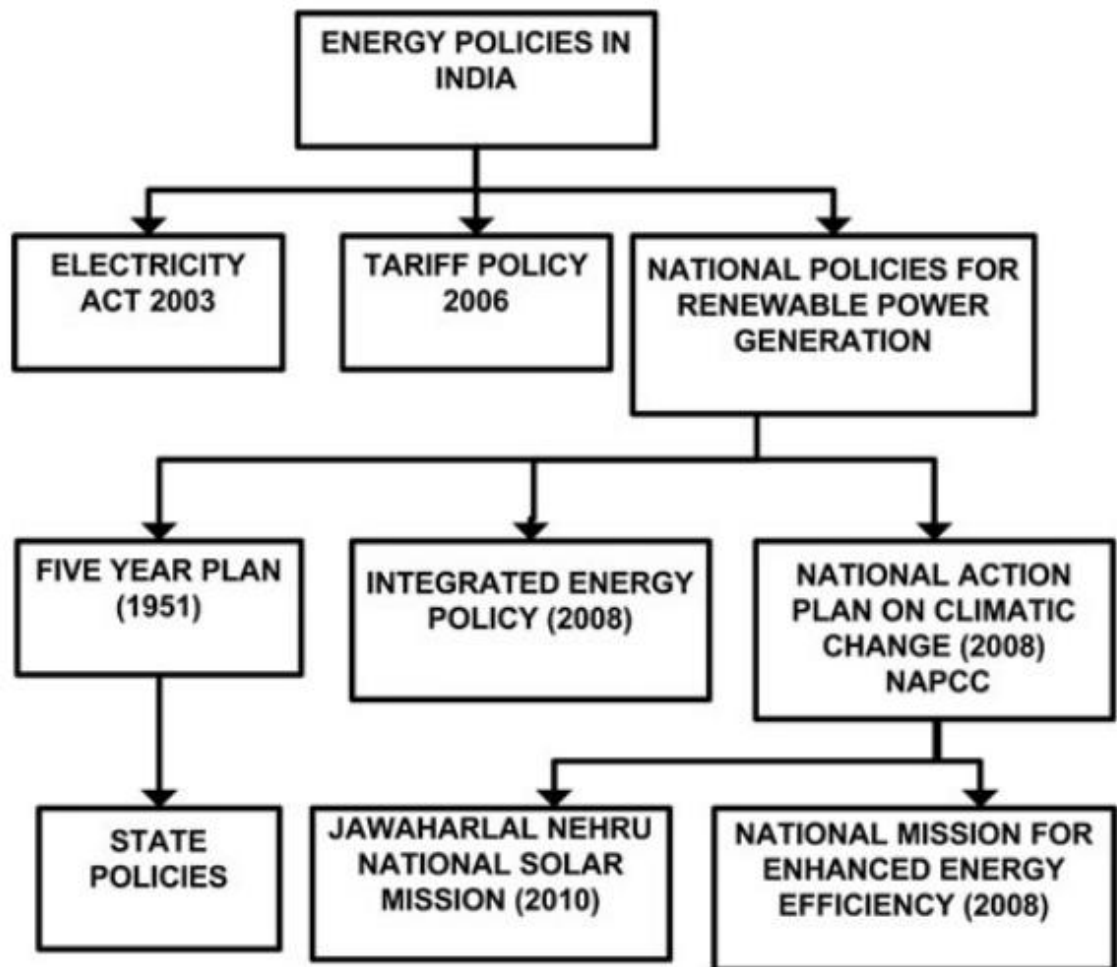 ENERGY POLICIES IN
INDIA
ELECTRICITY
ACT 2003
TARIFF POLICY
2006
NATIONAL POLICIES FOR
RENEWABLE POWER
GENERATION
FIVE YEAR PLAN
(1951)
INTEGRATED ENERGY
POLICY (2008)
NATIONAL ACTION
PLAN ON CLIMATIC
CHANGE (2008)
NAPCC
STATE
POLICIES
JAWAHARLAL NEHRU
NATIONAL SOLAR
MISSION (2010)
NATIONAL MISSION FOR
ENHANCED ENERGY
EFFICIENCY (2008)